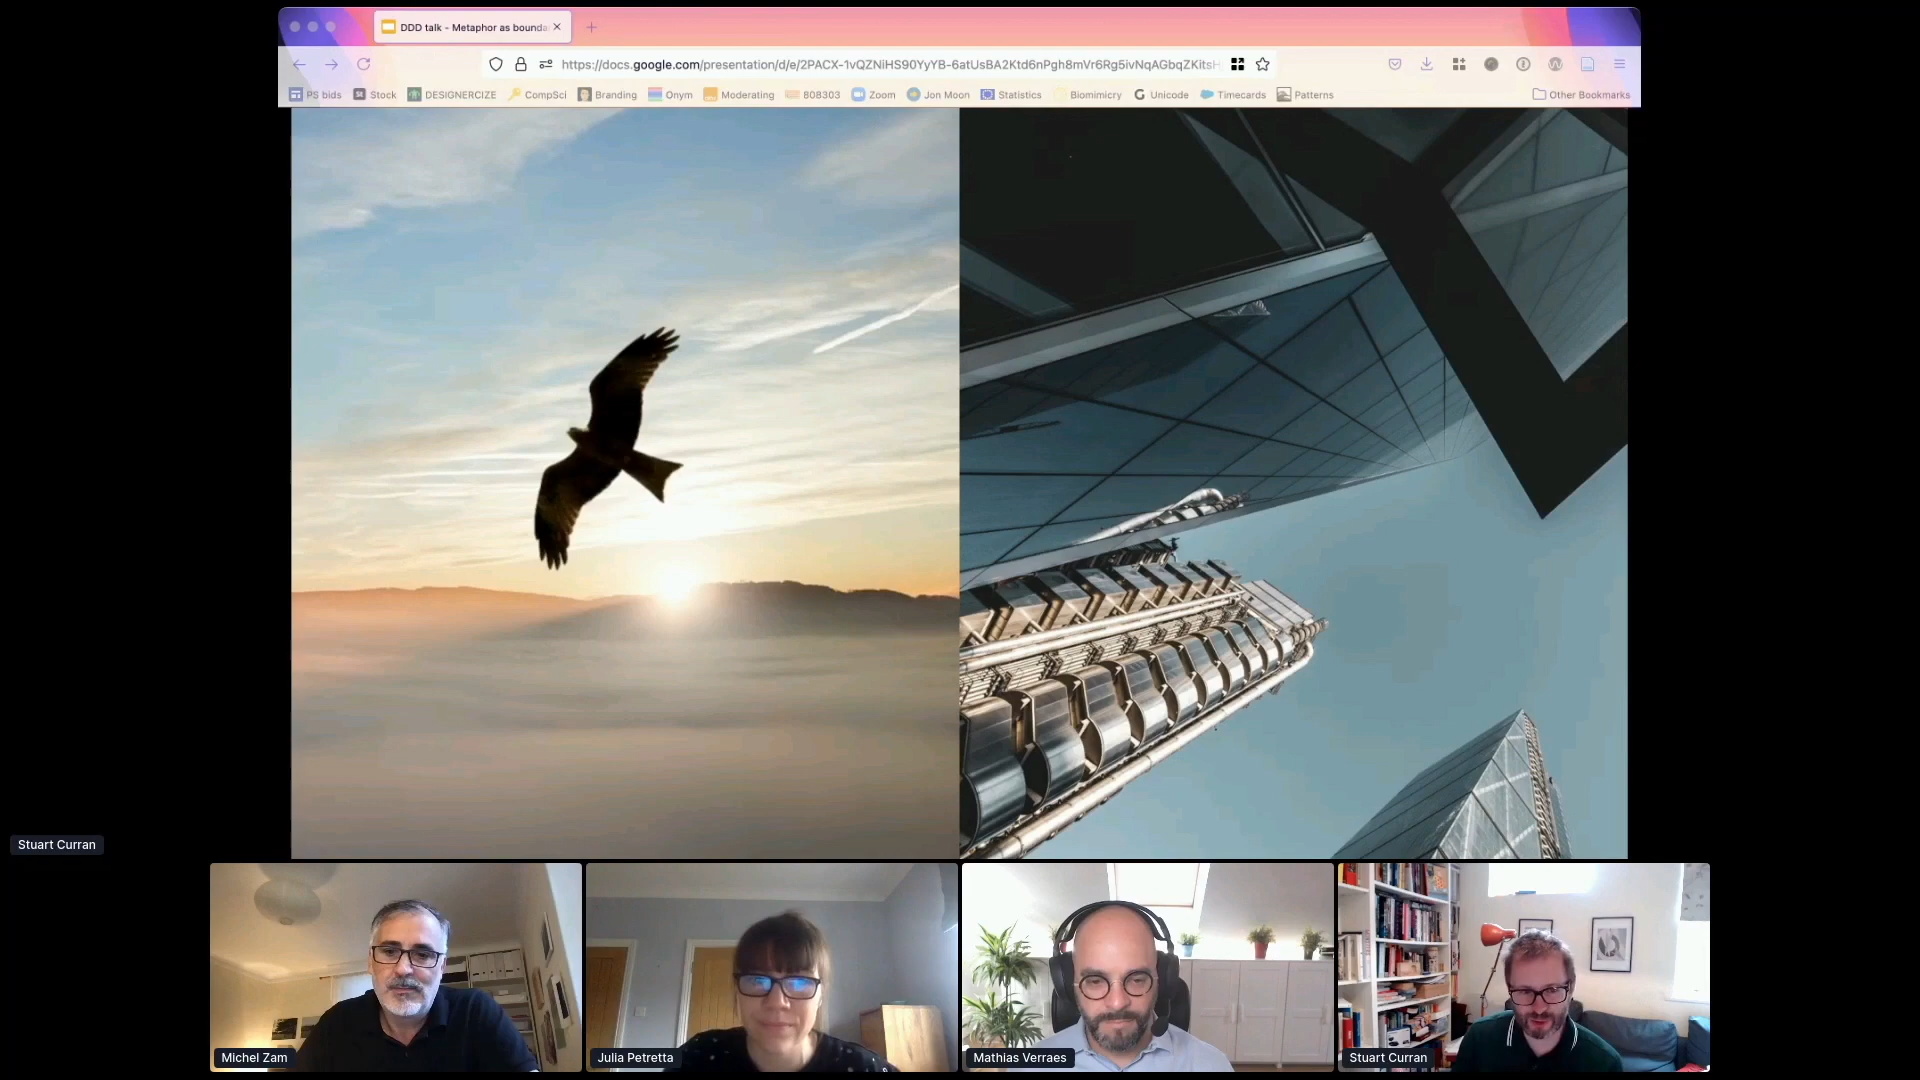 DDD talk - Metaphor as bounda
https://docs.google.com/presentation/d/e/2PACX-1vQZNiHS90YyYB-6atUsBA2Ktd6nPgh8mVr6Rg5ivNqAGbqZKitsH
PS bids Stock DESIGNERCIZE CompSci Branding Onym Moderating 808303 Zoom Jon Moon Statistics Biomimicry Unicode Timecards Patterns Other Bookmarks
Stuart Curran
Michel Zam Julia Petretta Mathias Verraes Stuart Curran